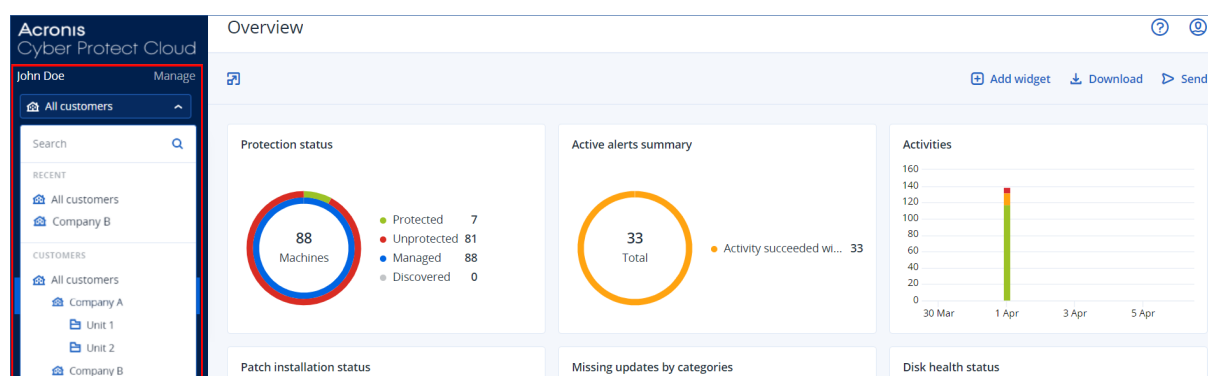 Acronis
Cyber Protect Cloud
John Doe Manage
All customers
Search
RECENT
All customers
Company B
CUSTOMERS
All customers
Company A
Unit 1
Unit 2
Company B
Overview
Add widget Download Send
Protection status
88
Machines
Protected 7
Unprotected 81
Managed 88
Discovered 0
Active alerts summary
33
Total
Activity succeeded wi... 33
Activities
160
140
120
100
80
60
40
20
0
30 Mar 1 Apr 3 Apr 5 Apr
Patch installation status
Missing updates by categories
Disk health status